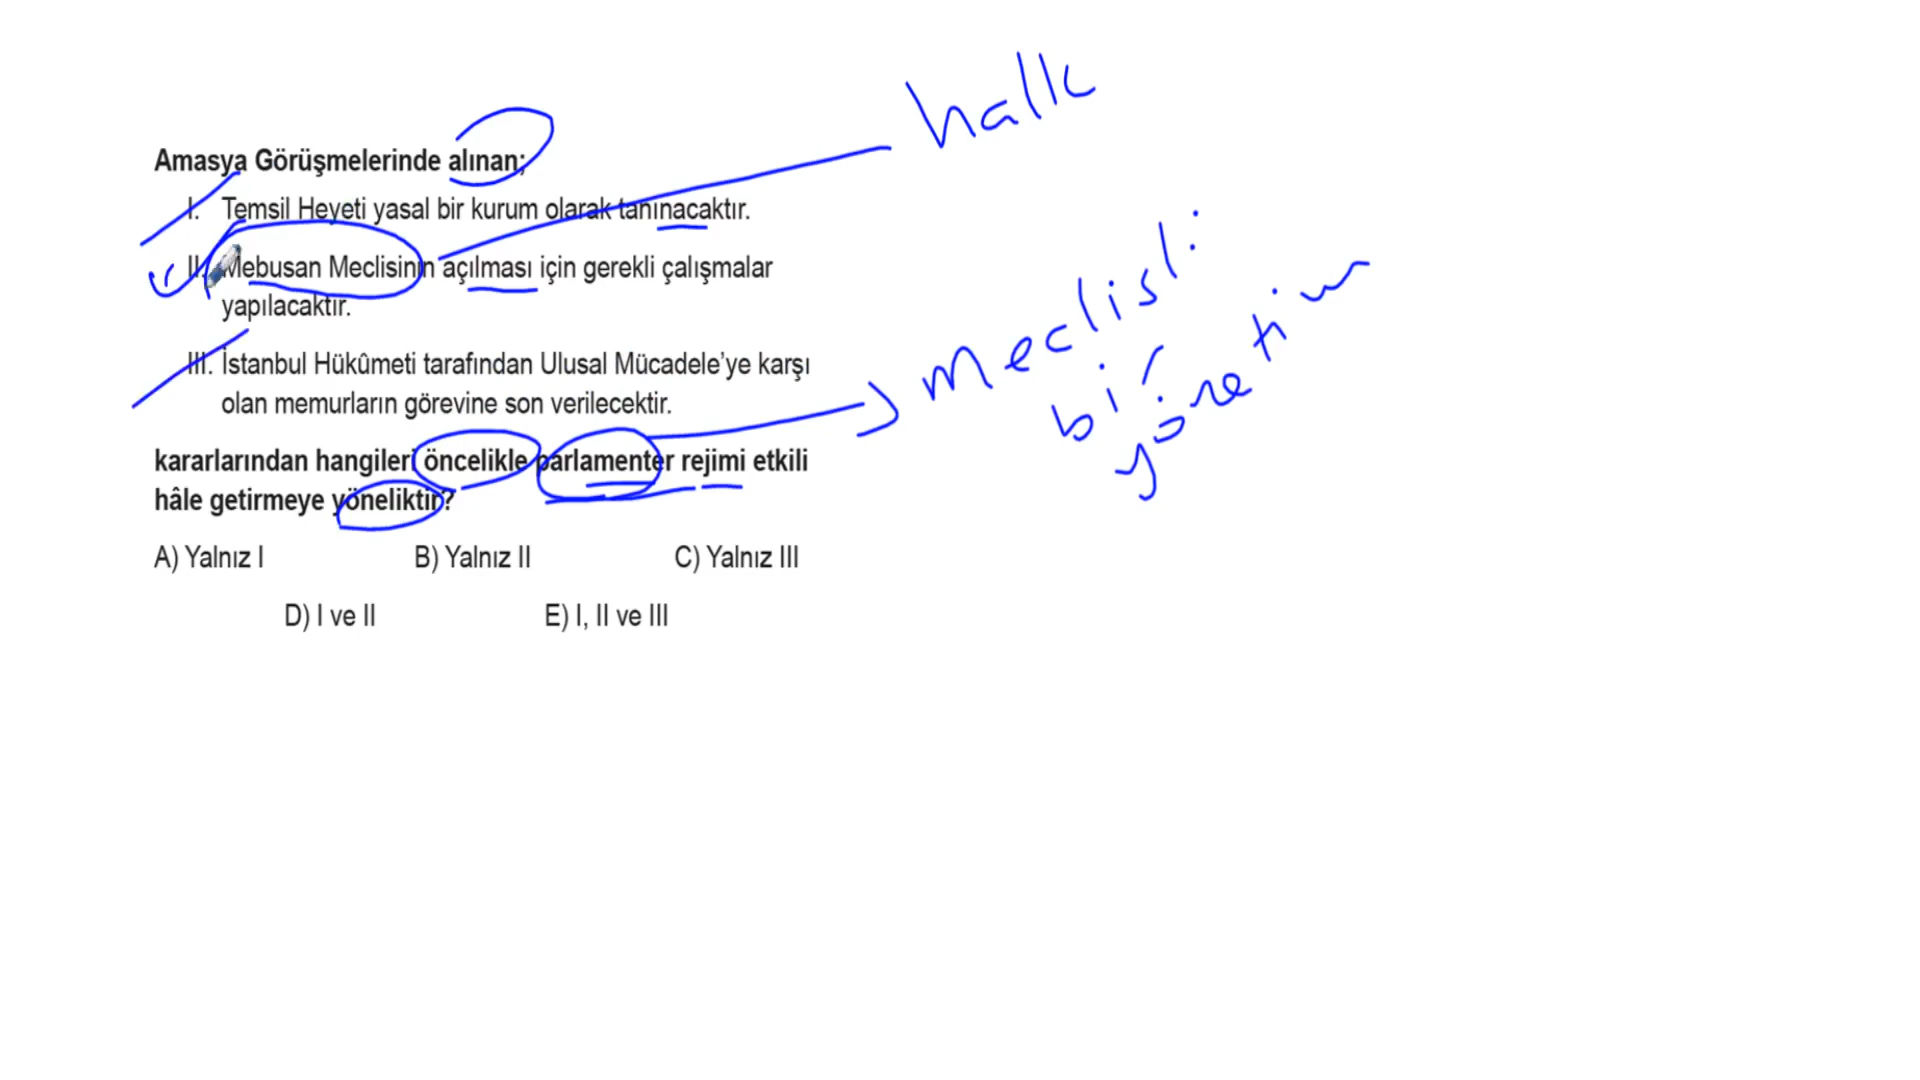 halk
Amasya Görüşmelerinde alınan;
I. Temsil Heyeti yasal bir kurum olarak tanınacaktır.
II. Mebusan Meclisinin açılması için gerekli çalışmalar
yapılacaktır.
III. İstanbul Hükûmeti tarafından Ulusal Mücadele’ye karşı
olan memurların görevine son verilecektir.
meclisli
bir
yönetim
kararlarından hangileri öncelikle parlamenter rejimi etkili
hâle getirmeye yöneliktir?
A) Yalnız I B) Yalnız II C) Yalnız III
D) I ve II E) I, II ve III